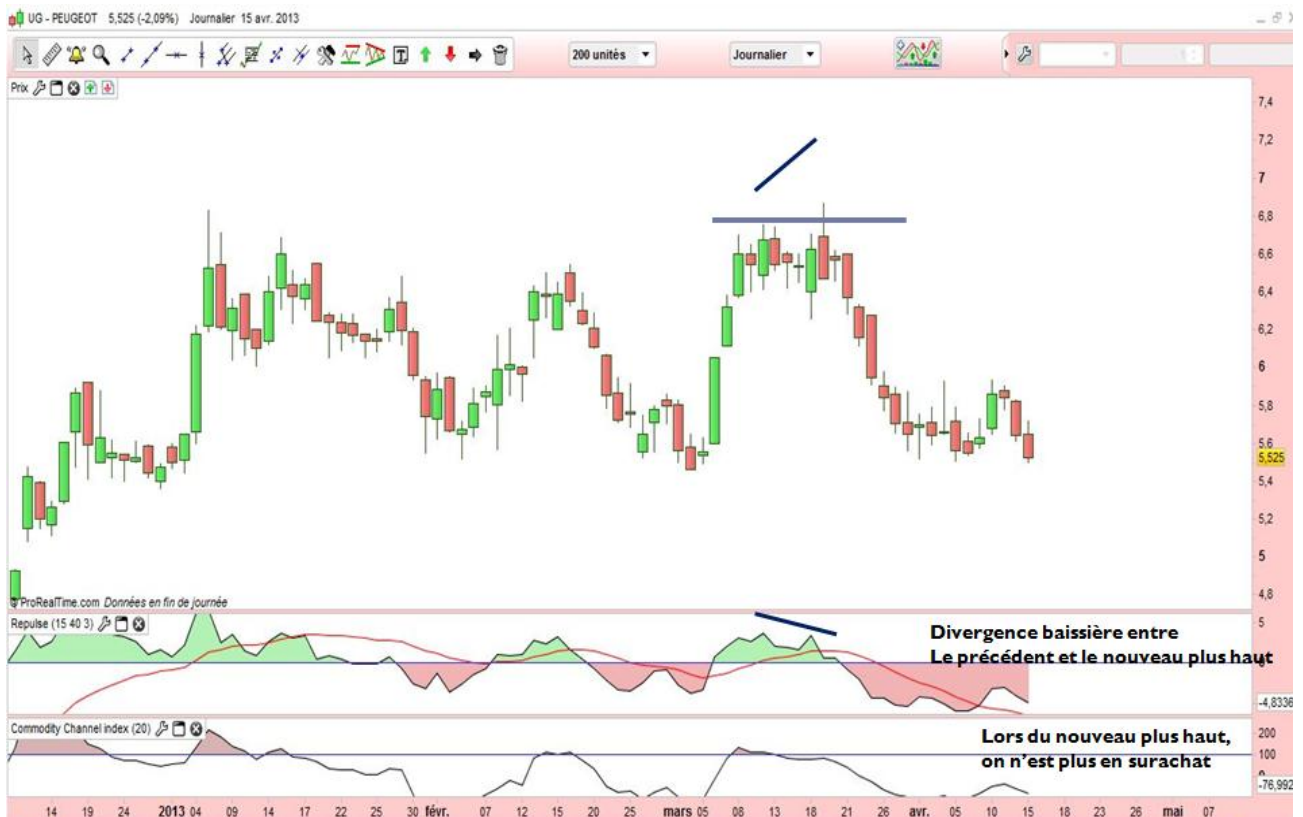 UG - PEUGEOT 5,525 (-2,09%) Journalier 15 avr. 2013
200 unités Journalier
Prix
7,4
7,2
7
6,8
6,6
6,4
6,2
6
5,8
5,6
5,525
5,4
5,2
5
4,8
© ProRealTime.com Données en fin de journée
Repulse (15 40 3)
5
Divergence baissière entre
Le précédent et le nouveau plus haut
0
-4,8336
Commodity Channel index (20)
200
100
0
Lors du nouveau plus haut,
on n'est plus en surachat
-76,992
14 19 24 2013 04 09 14 17 22 25 30 févr. 07 12 15 20 25 28 mars 05 08 13 18 21 26 avr. 05 10 15 18 23 26 mai 07